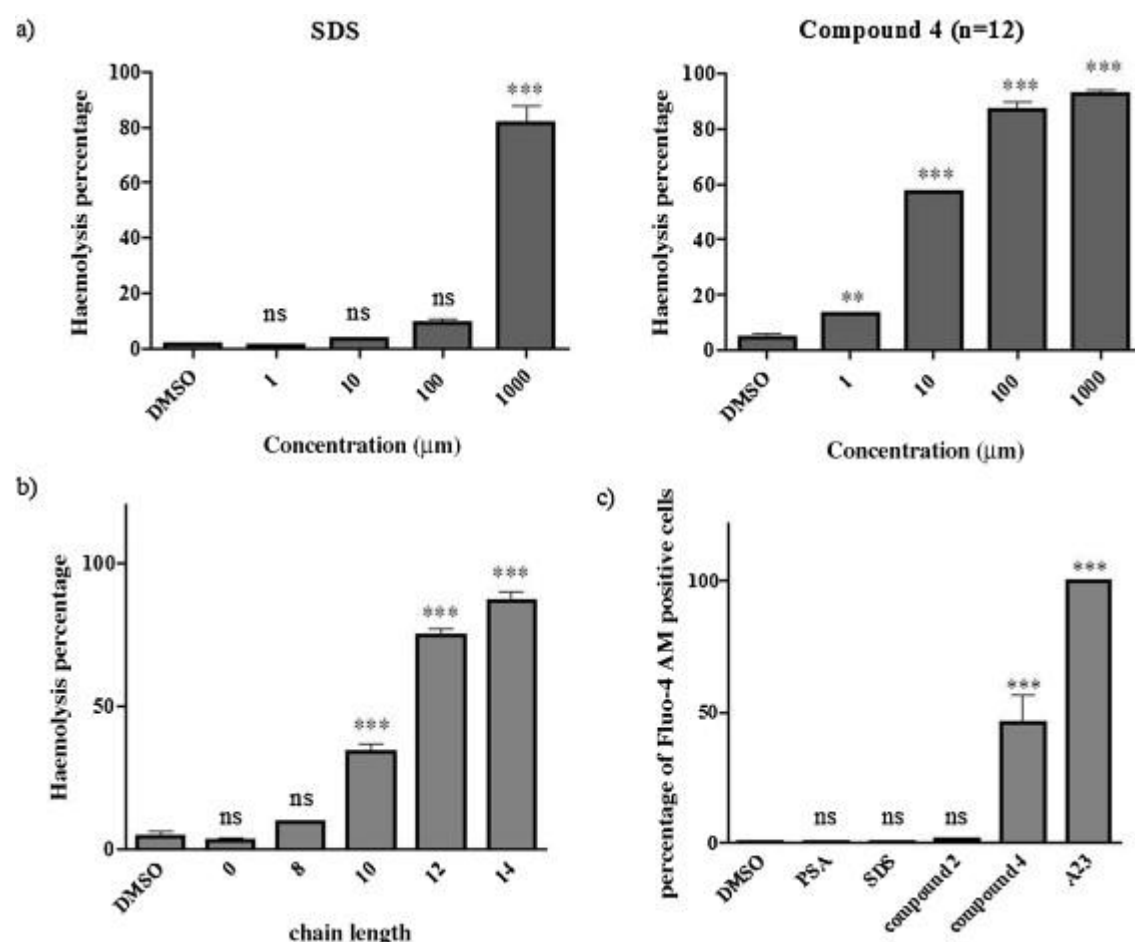 a)
SDS
Haemolysis percentage
100
80
60
40
20
0
***
ns
ns
ns
DMSO
1
10
100
1000
Concentration (μm)
Compound 4 (n=12)
Haemolysis percentage
100
80
60
40
20
0
***
***
***
**
DMSO
1
10
100
1000
Concentration (μm)
b)
Haemolysis percentage
100
50
0
***
***
***
ns
ns
DMSO
0
8
10
12
14
chain length
c)
percentage of Fluo-4 AM positive cells
100
50
0
***
***
ns
ns
ns
DMSO
PSA
SDS
compound 2
compound 4
A23